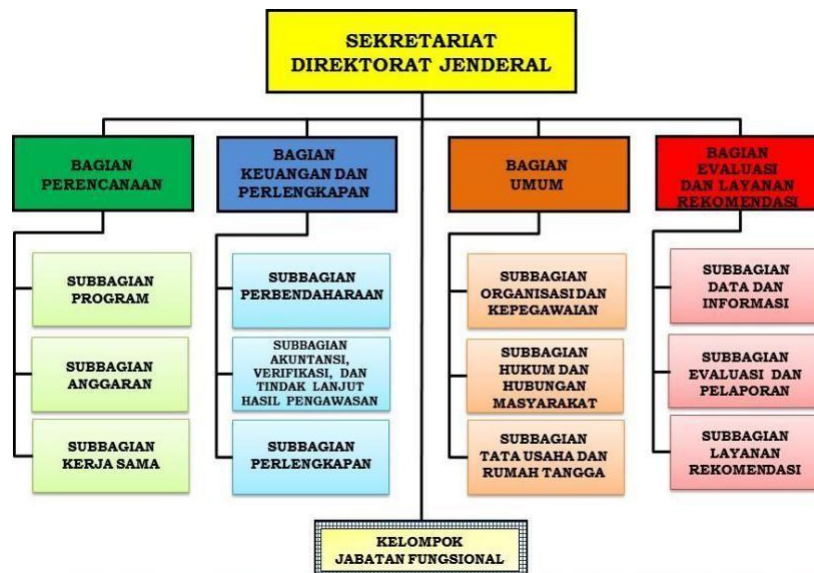 SEKRETARIAT
DIREKTORAT JENDERAL
BAGIAN
PERENCANAAN
BAGIAN
KEUANGAN DAN
PERLENGKAPAN
BAGIAN
UMUM
BAGIAN
EVALUASI
DAN LAYANAN
REKOMENDASI
SUBBAGIAN
PROGRAM
SUBBAGIAN
ANGGARAN
SUBBAGIAN
KERJA SAMA
SUBBAGIAN
PERBENDAHARAAN
SUBBAGIAN
AKUNTANSI,
VERIFIKASI, DAN
TINDAK LANJUT
HASIL PENGAWASAN
SUBBAGIAN
PERLENGKAPAN
SUBBAGIAN
ORGANISASI DAN
KEPEGAWAIAN
SUBBAGIAN
HUKUM DAN
HUBUNGAN
MASYARAKAT
SUBBAGIAN
TATA USAHA DAN
RUMAH TANGGA
SUBBAGIAN
DATA DAN
INFORMASI
SUBBAGIAN
EVALUASI DAN
PELAPORAN
SUBBAGIAN
LAYANAN
REKOMENDASI
KELOMPOK
JABATAN FUNGSIONAL